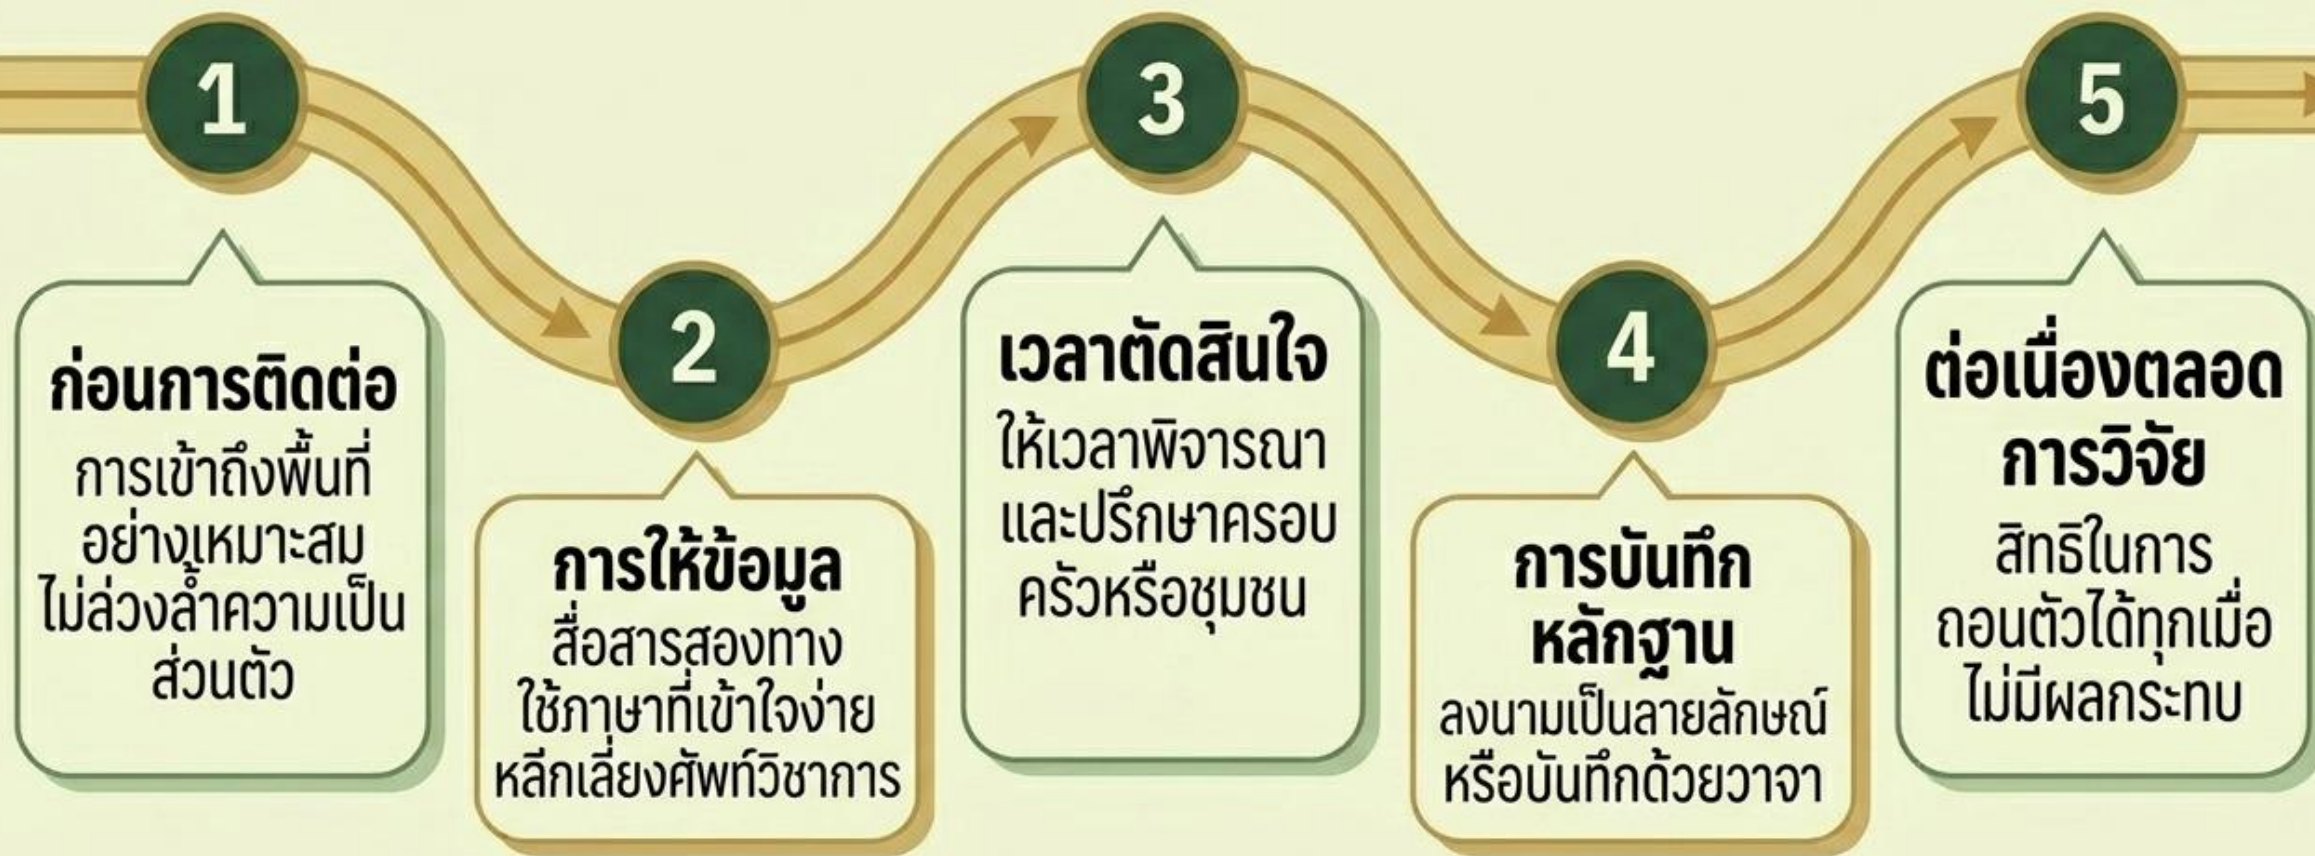 1
ก่อนการติดต่อ
การเข้าถึงพื้นที่
อย่างเหมาะสม
ไม่ล่วงล้ำความเป็น
ส่วนตัว
2
การให้ข้อมูล
สื่อสารสองทาง
ใช้ภาษาที่เข้าใจง่าย
หลีกเลี่ยงศัพท์วิชาการ
3
เวลาตัดสินใจ
ให้เวลาพิจารณา
และปรึกษาครอบ
ครัวหรือชุมชน
4
การบันทึก
หลักฐาน
ลงนามเป็นลายลักษณ์
หรือบันทึกด้วยวาจา
5
ต่อเนื่องตลอด
การวิจัย
สิทธิในการ
ถอนตัวได้ทุกเมื่อ
ไม่มีผลกระทบ